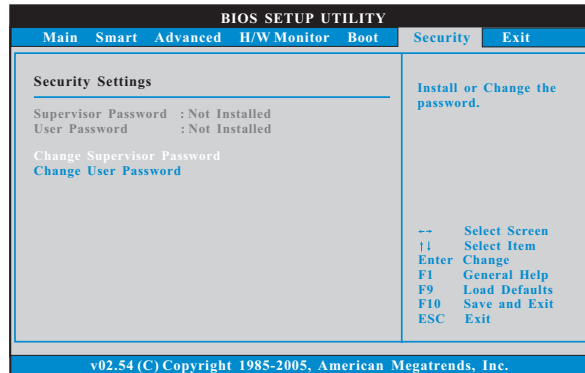 BIOS SETUP UTILITY
Main Smart Advanced H/W Monitor Boot Security Exit
Security Settings
Supervisor Password : Not Installed
User Password : Not Installed
Change Supervisor Password
Change User Password
Install or Change the
password.
←→ Select Screen
↑↓ Select Item
Enter Change
F1 General Help
F9 Load Defaults
F10 Save and Exit
ESC Exit
v02.54 (C) Copyright 1985-2005, American Megatrends, Inc.